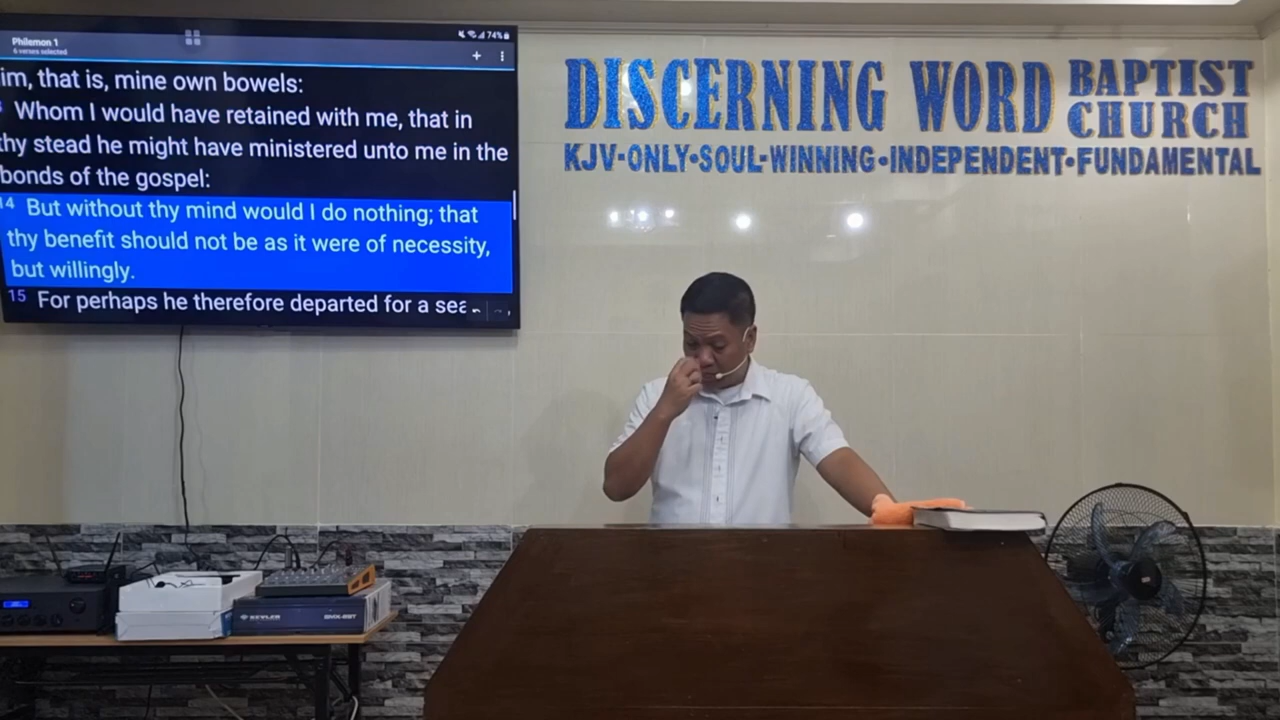 Philemon 1
6 verses selected
74%
im, that is, mine own bowels:
Whom I would have retained with me, that in
thy stead he might have ministered unto me in the
bonds of the gospel:
14 But without thy mind would I do nothing; that
thy benefit should not be as it were of necessity,
but willingly.
15 For perhaps he therefore departed for a sea
DISCERNING WORD BAPTIST
CHURCH
KJV-ONLY•SOUL-WINNING•INDEPENDENT•FUNDAMENTAL
KEVLER